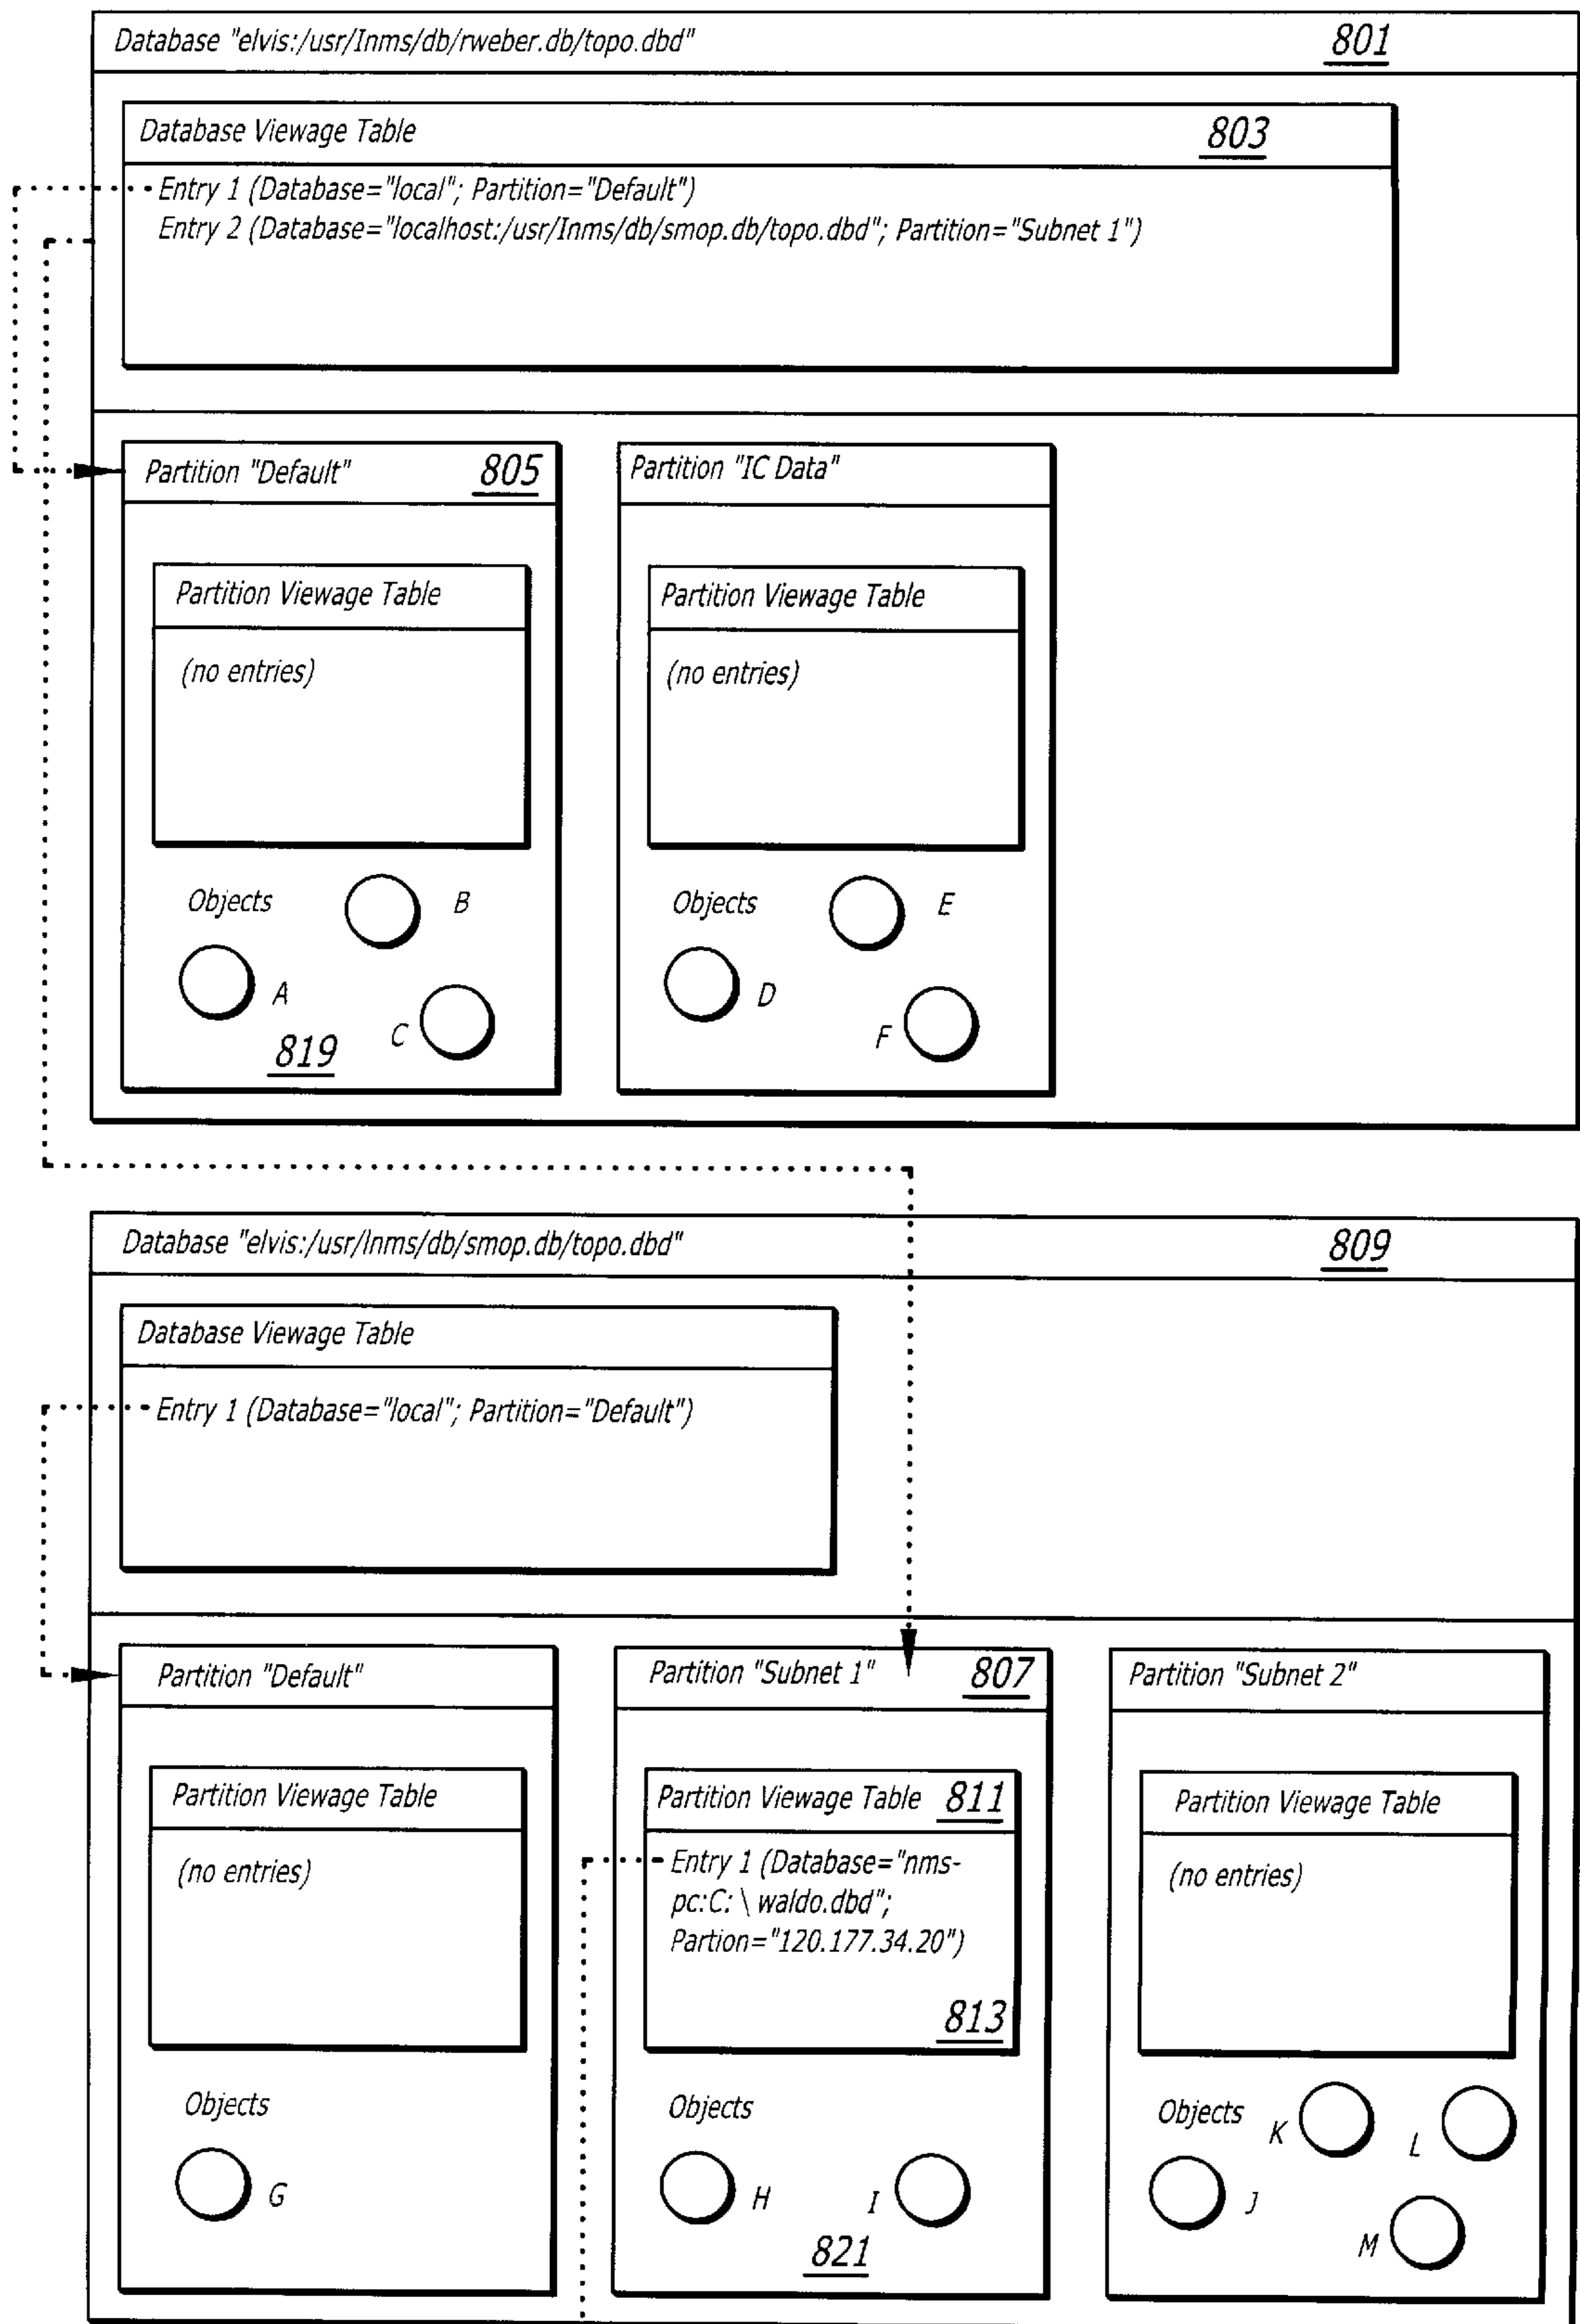 Database "elvis:/usr/lnms/db/rweber.db/topo.dbd" 801
Database Viewage Table 803
Entry 1 (Database="local"; Partition="Default")
Entry 2 (Database="localhost:/usr/lnms/db/smop.db/topo.dbd"; Partition="Subnet 1")
Partition "Default" 805
Partition "IC Data"
Partition Viewage Table
Partition Viewage Table
(no entries)
(no entries)
Objects B
A
C
819
Objects E
D
F
Database "elvis:/usr/lnms/db/smop.db/topo.dbd" 809
Database Viewage Table
Entry 1 (Database="local"; Partition="Default")
Partition "Default"
Partition "Subnet 1" 807
Partition "Subnet 2"
Partition Viewage Table
(no entries)
Partition Viewage Table 811
Entry 1 (Database="nms-
pc:C: \ waldo.dbd";
Partion="120.177.34.20")
813
Partition Viewage Table
(no entries)
Objects
G
Objects
H I
821
Objects K L
J
M